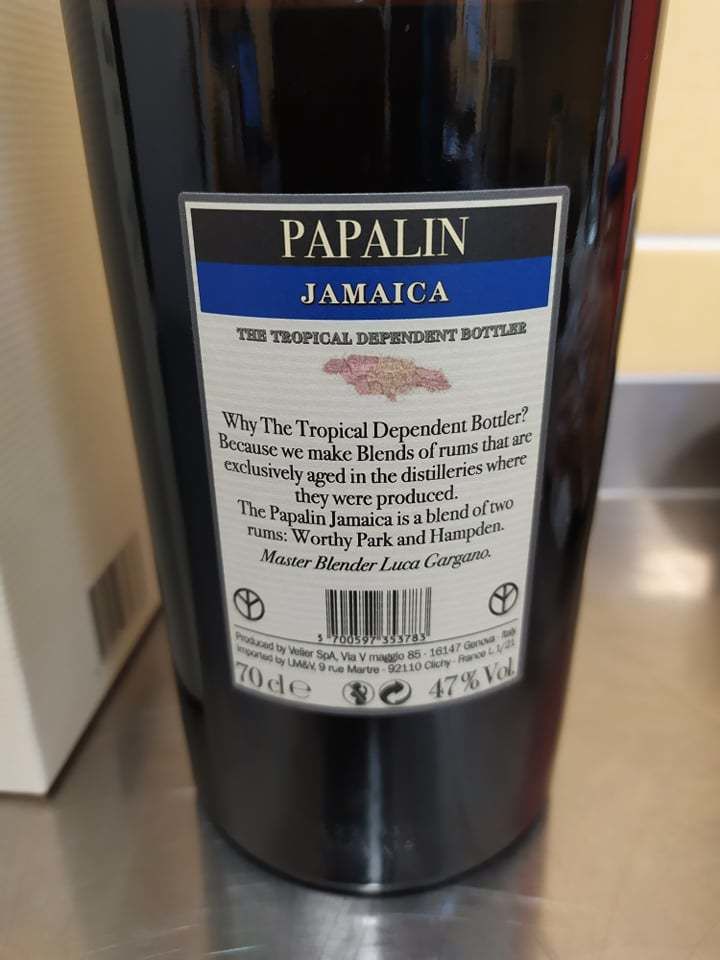 PAPALIN
JAMAICA
THE TROPICAL DEPENDENT BOTTLER
Why The Tropical Dependent Bottler?
Because we make Blends of rums that are
exclusively aged in the distilleries where
they were produced.
The Papalin Jamaica is a blend of two
rums: Worthy Park and Hampden.
Master Blender Luca Gargano.
5 700597 353783
Produced by Velier SpA, Via V maggio 85 - 16147 Genova - Italy
Imported by LM&V, 9 rue Martre - 92110 Clichy - France L 1/21
70 cl e
47% Vol.